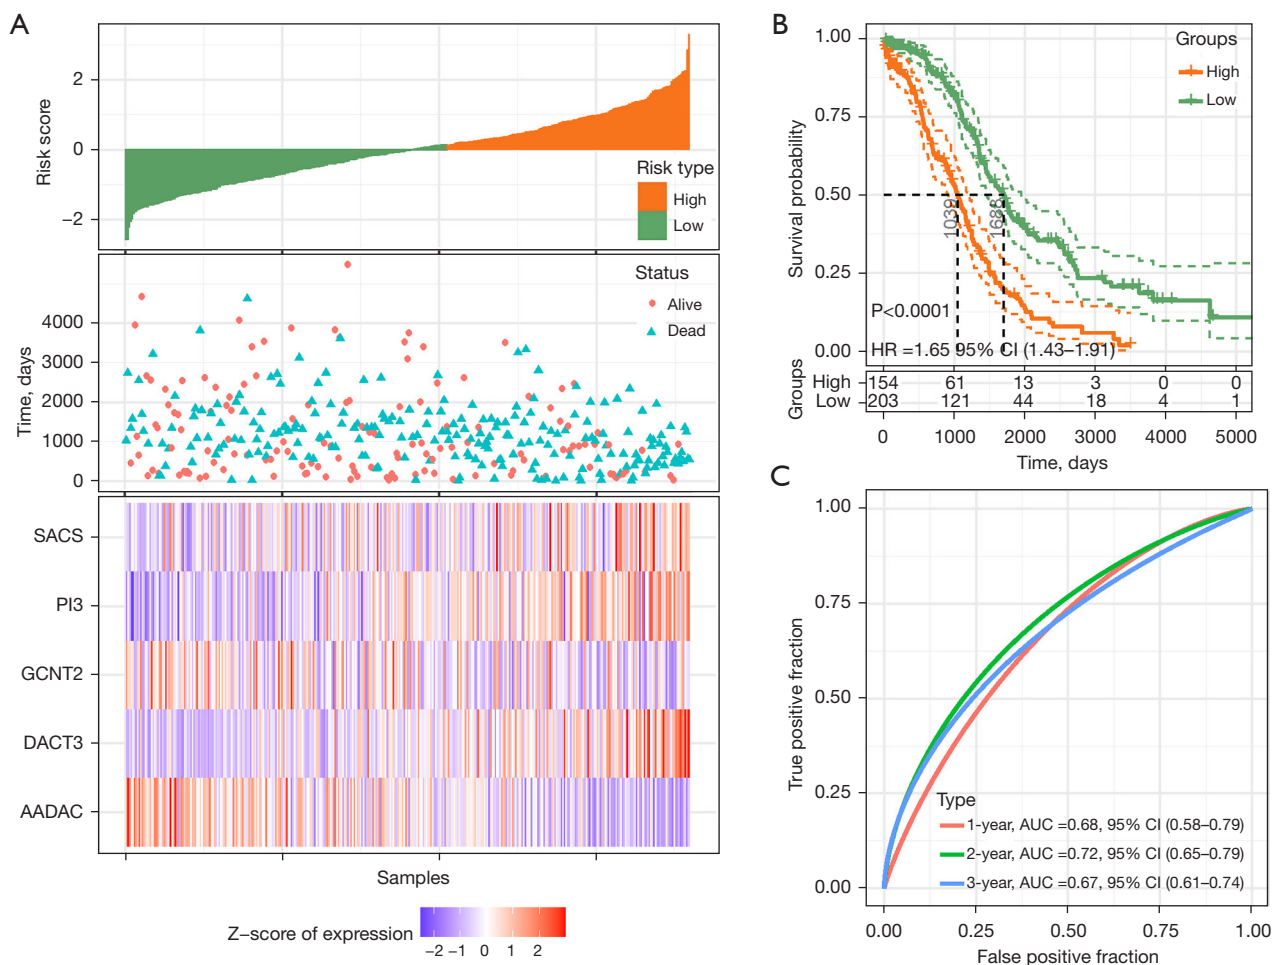 A
Risk score
2
0
−2
Risk type
High
Low
Time, days
4000
3000
2000
1000
0
Status
Alive
Dead
SACS
PI3
GCNT2
DACT3
AADAC
Samples
Z−score of expression
−2 −1 0 1 2
B
Survival probability
1.00
0.75
0.50
0.25
0.00
Groups
High
Low
1039
1688
P<0.0001
HR =1.65 95% CI (1.43–1.91)
Groups
High 154 61 13 3 0 0
Low 203 121 44 18 4 1
0 1000 2000 3000 4000 5000
Time, days
C
True positive fraction
1.00
0.75
0.50
0.25
0.00
Type
1-year, AUC =0.68, 95% CI (0.58–0.79)
2-year, AUC =0.72, 95% CI (0.65–0.79)
3-year, AUC =0.67, 95% CI (0.61–0.74)
0.00 0.25 0.50 0.75 1.00
False positive fraction